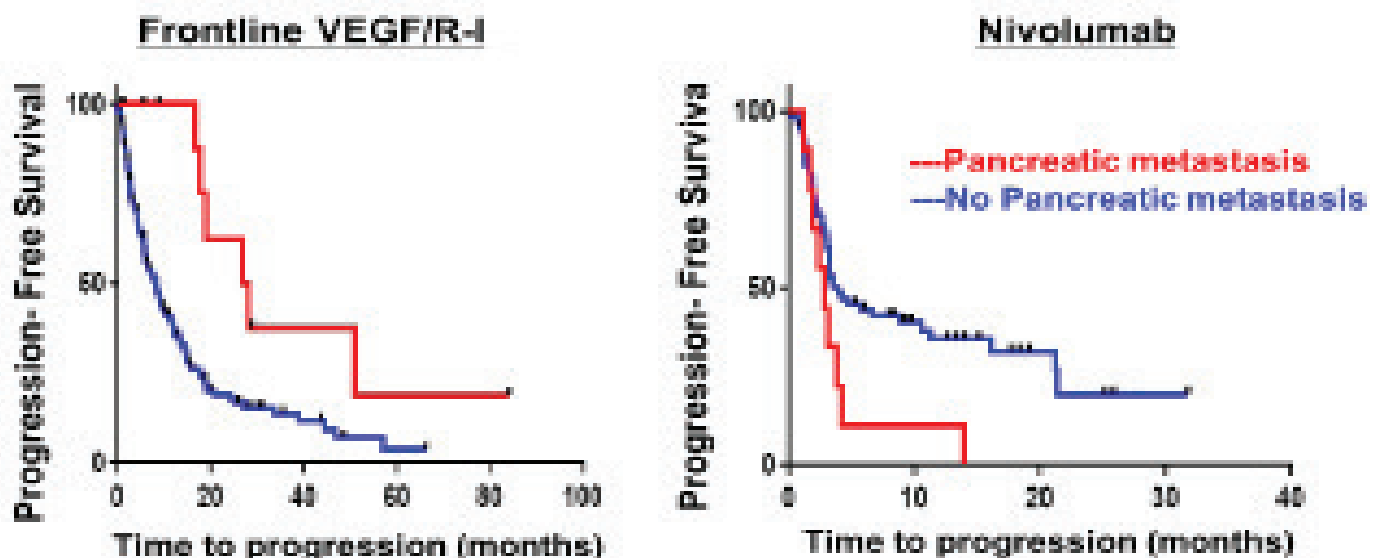 Frontline VEGF/R-I
Progression- Free Survival
100
50
0
0 20 40 60 80 100
Time to progression (months)
Nivolumab
Progression- Free Surviva
100
50
0
---Pancreatic metastasis
---No Pancreatic metastasis
0 10 20 30 40
Time to progression (months)